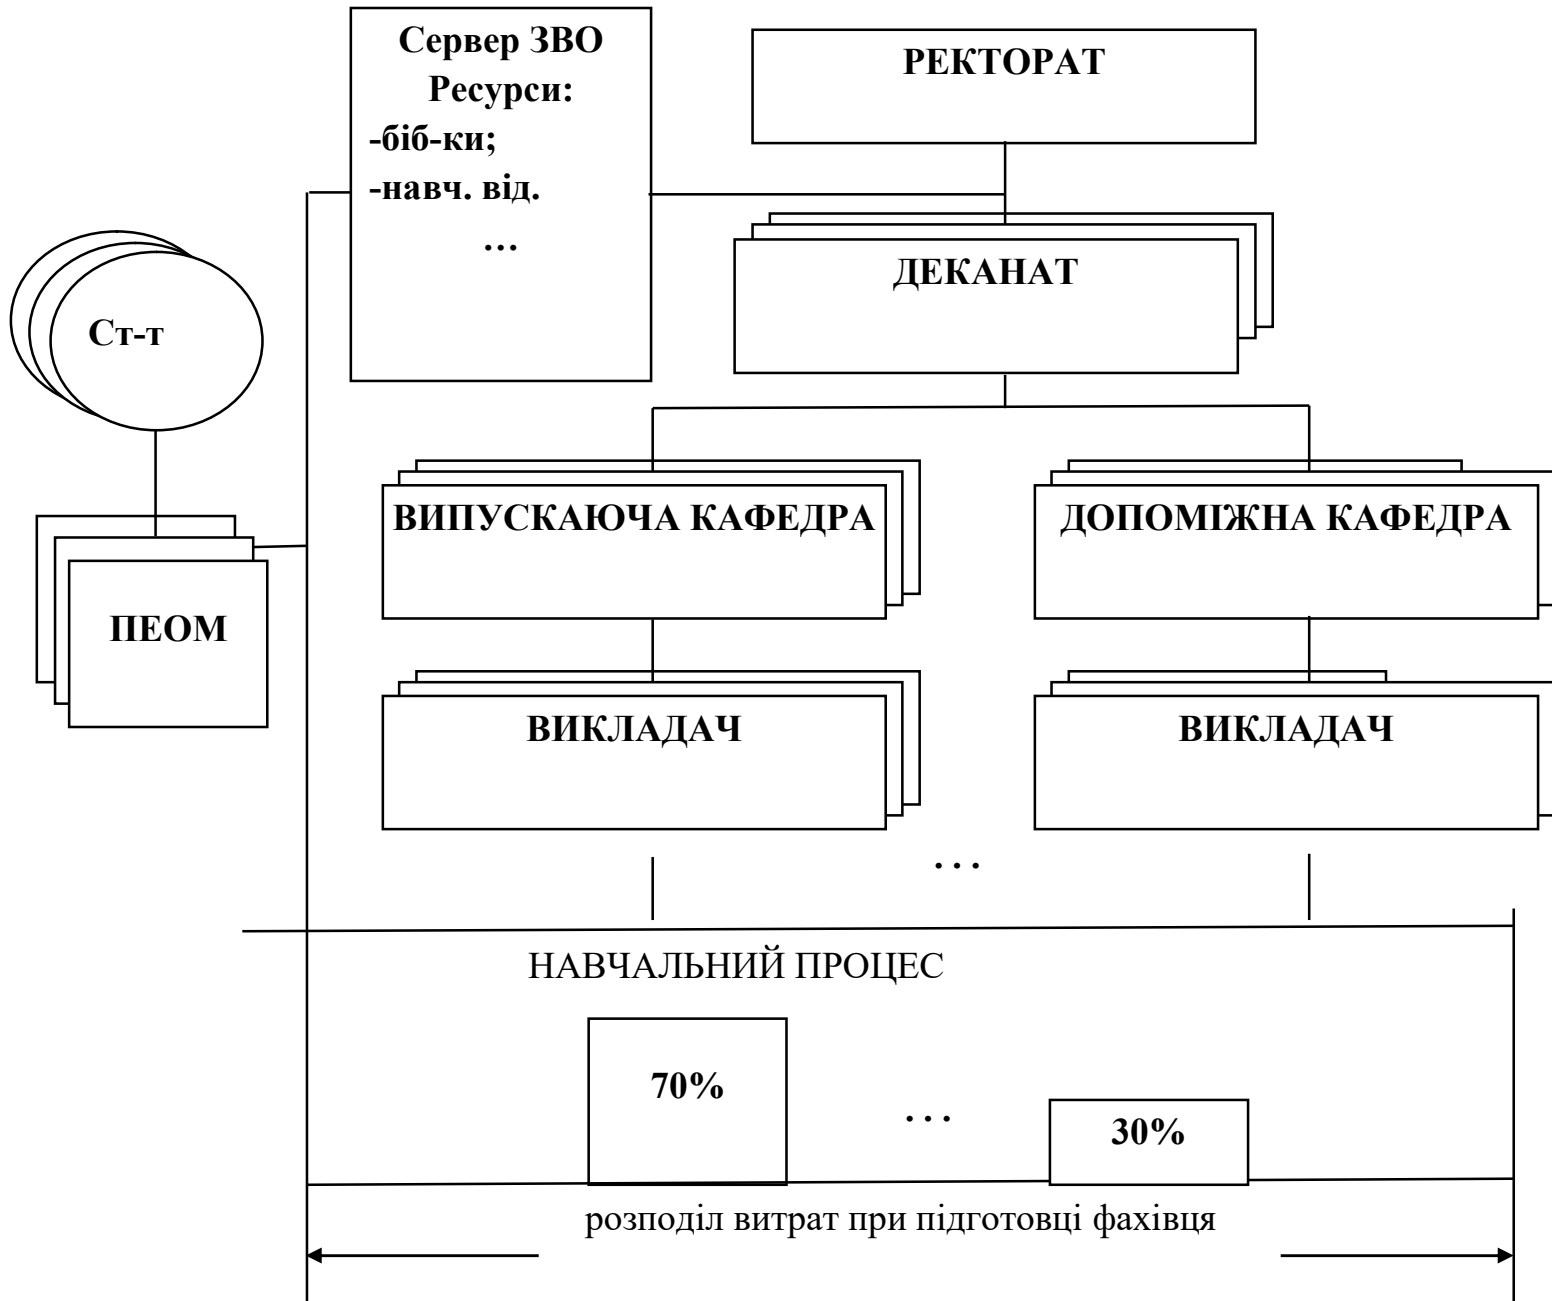 Сервер ЗВО
Ресурси:
-біб-ки;
-навч. від.
...
РЕКТОРАТ
ДЕКАНАТ
Ст-т
ВИПУСКАЮЧА КАФЕДРА
ДОПОМІЖНА КАФЕДРА
ПЕОМ
ВИКЛАДАЧ
ВИКЛАДАЧ
...
НАВЧАЛЬНИЙ ПРОЦЕС
70%
...
30%
розподіл витрат при підготовці фахівця